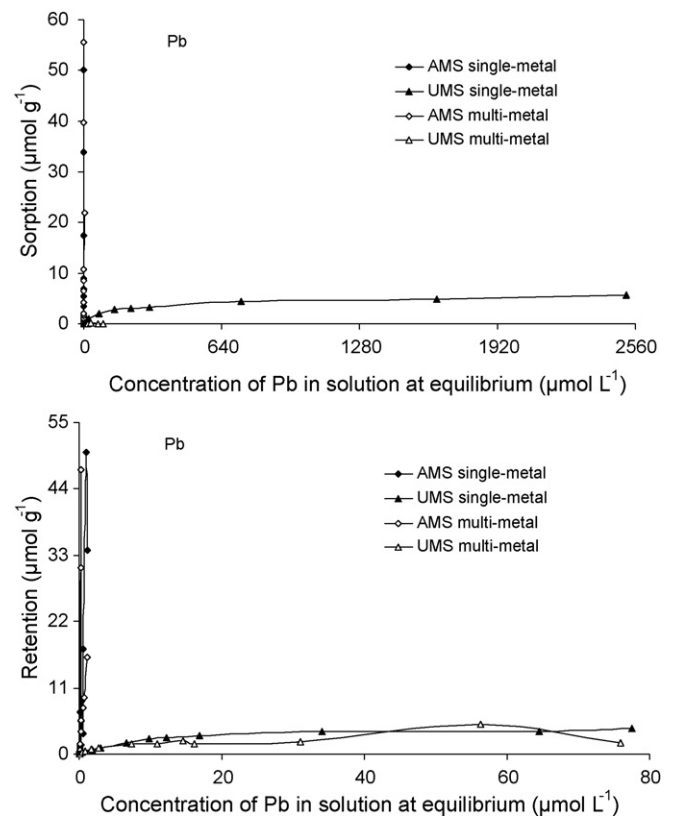 Pb
AMS single-metal
UMS single-metal
AMS multi-metal
UMS multi-metal
Sorption (µmol g⁻¹)
60
50
40
30
20
10
0
0 640 1280 1920 2560
Concentration of Pb in solution at equilibrium (µmol L⁻¹)
Pb
AMS single-metal
UMS single-metal
AMS multi-metal
UMS multi-metal
Retention (µmol g⁻¹)
55
44
33
22
11
0
0 20 40 60 80
Concentration of Pb in solution at equilibrium (µmol L⁻¹)